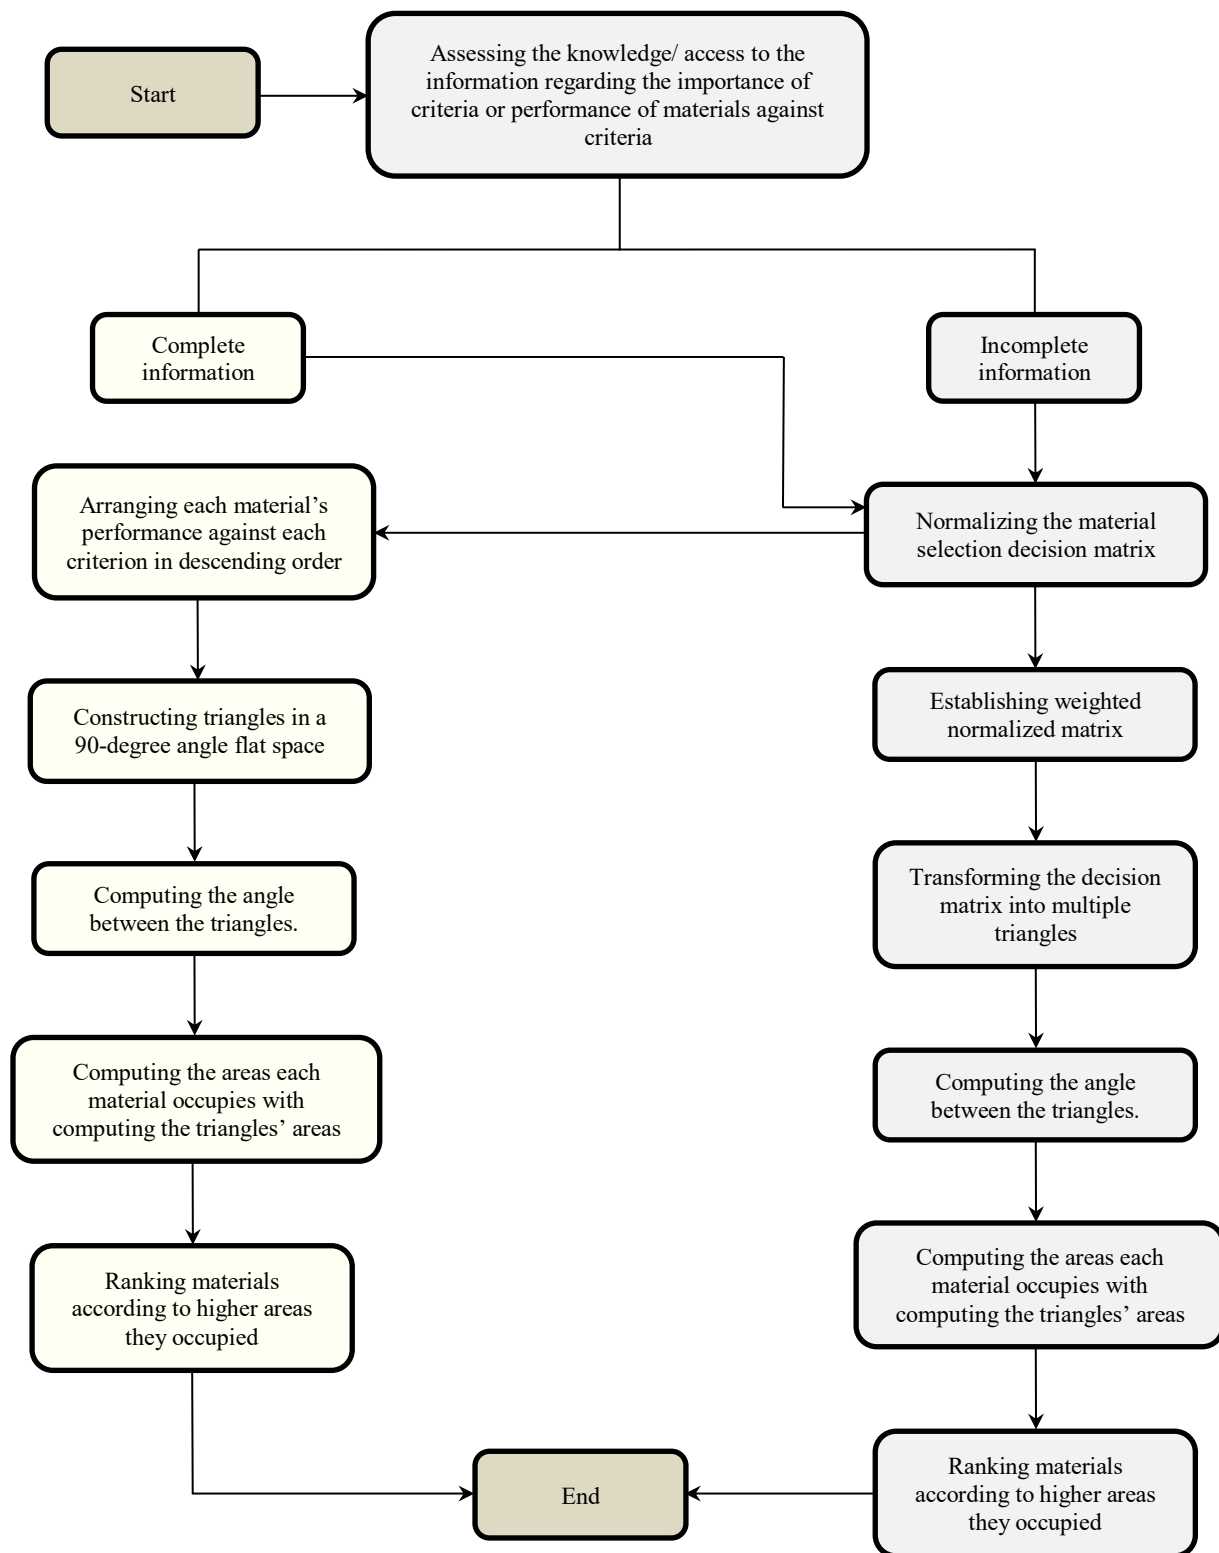 Start
Assessing the knowledge/ access to the
information regarding the importance of
criteria or performance of materials against
criteria
Complete
information
Incomplete
information
Arranging each material’s
performance against each
criterion in descending order
Normalizing the material
selection decision matrix
Constructing triangles in a
90-degree angle flat space
Establishing weighted
normalized matrix
Computing the angle
between the triangles.
Transforming the decision
matrix into multiple
triangles
Computing the areas each
material occupies with
computing the triangles’ areas
Computing the angle
between the triangles.
Ranking materials
according to higher areas
they occupied
Computing the areas each
material occupies with
computing the triangles’ areas
End
Ranking materials
according to higher areas
they occupied